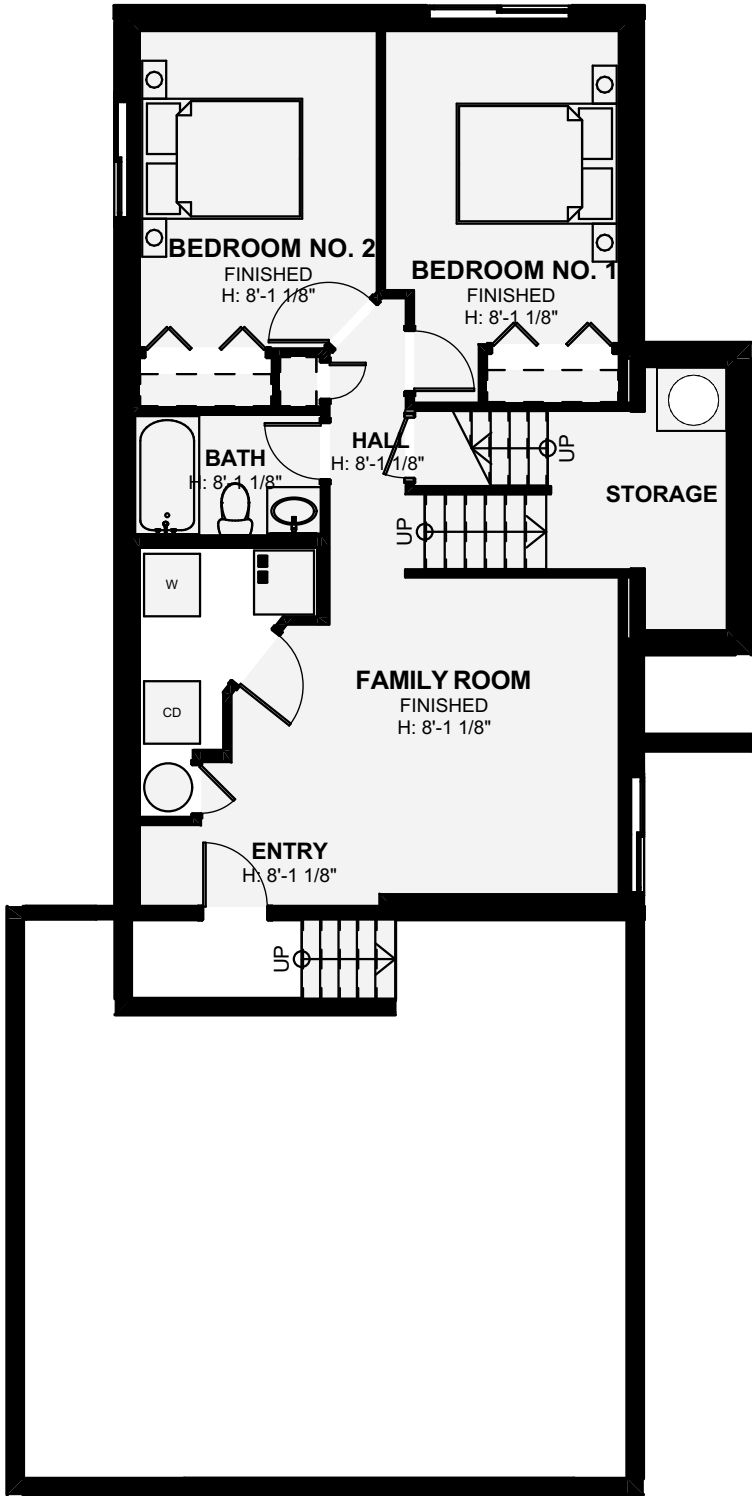 BEDROOM NO. 2
FINISHED
H: 8'-1 1/8"
BEDROOM NO. 1
FINISHED
H: 8'-1 1/8"
BATH
H: 8'-1 1/8"
HALL
H: 8'-1 1/8"
UP
STORAGE
UP
W
CD
FAMILY ROOM
FINISHED
H: 8'-1 1/8"
ENTRY
H: 8'-1 1/8"
UP